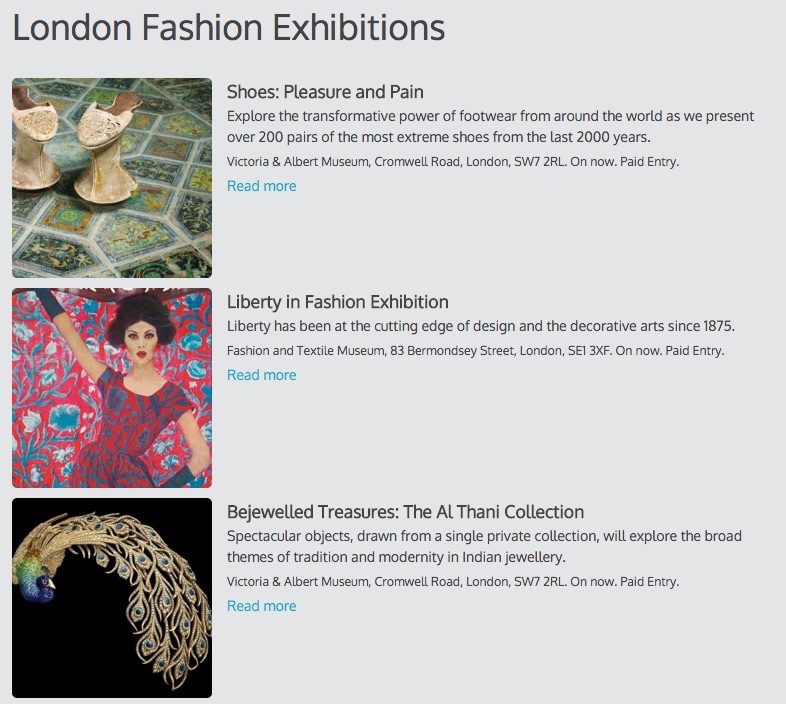 London Fashion Exhibitions
Shoes: Pleasure and Pain
Explore the transformative power of footwear from around the world as we present
over 200 pairs of the most extreme shoes from the last 2000 years.
Victoria & Albert Museum, Cromwell Road, London, SW7 2RL. On now. Paid Entry.
Read more
Liberty in Fashion Exhibition
Liberty has been at the cutting edge of design and the decorative arts since 1875.
Fashion and Textile Museum, 83 Bermondsey Street, London, SE1 3XF. On now. Paid Entry.
Read more
Bejewelled Treasures: The Al Thani Collection
Spectacular objects, drawn from a single private collection, will explore the broad
themes of tradition and modernity in Indian jewellery.
Victoria & Albert Museum, Cromwell Road, London, SW7 2RL. On now. Paid Entry.
Read more